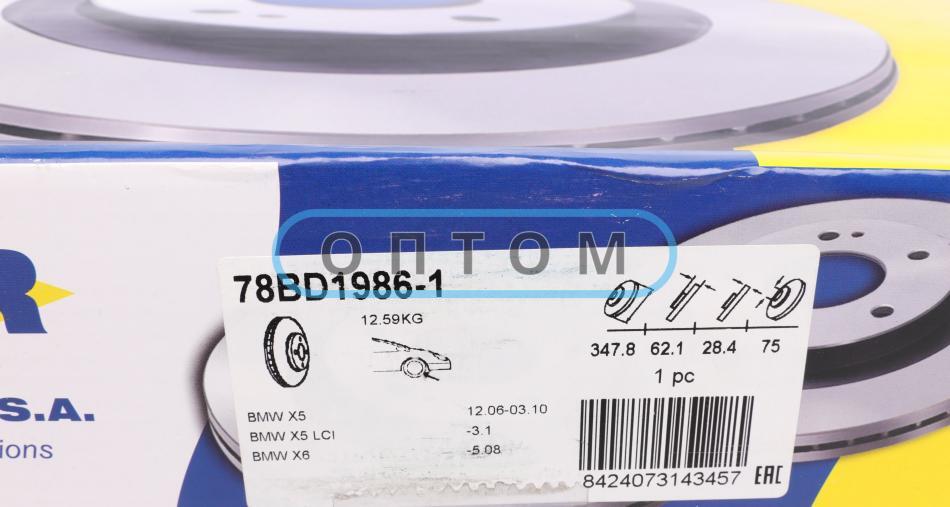 ОПТОМ
78BD1986-1
12.59KG
347.8 62.1 28.4 75
1 pc
BMW X5 12.06-03.10
BMW X5 LCI -3.1
BMW X6 -5.08
8424073143457
EAC
R
S.A.
ions